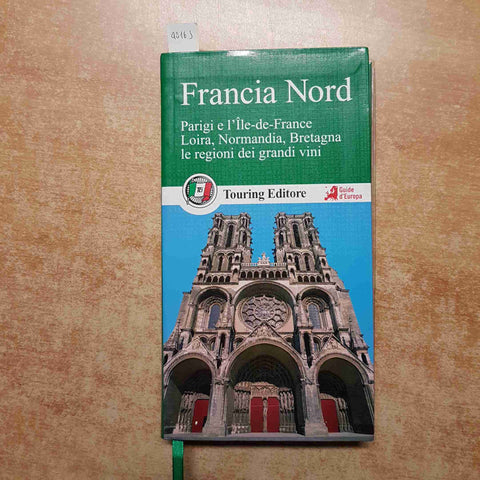 Francia Nord
Parigi e l'Île-de-France
Loira, Normandia, Bretagna
le regioni dei grandi vini
Touring Editore
Guide
d'Europa